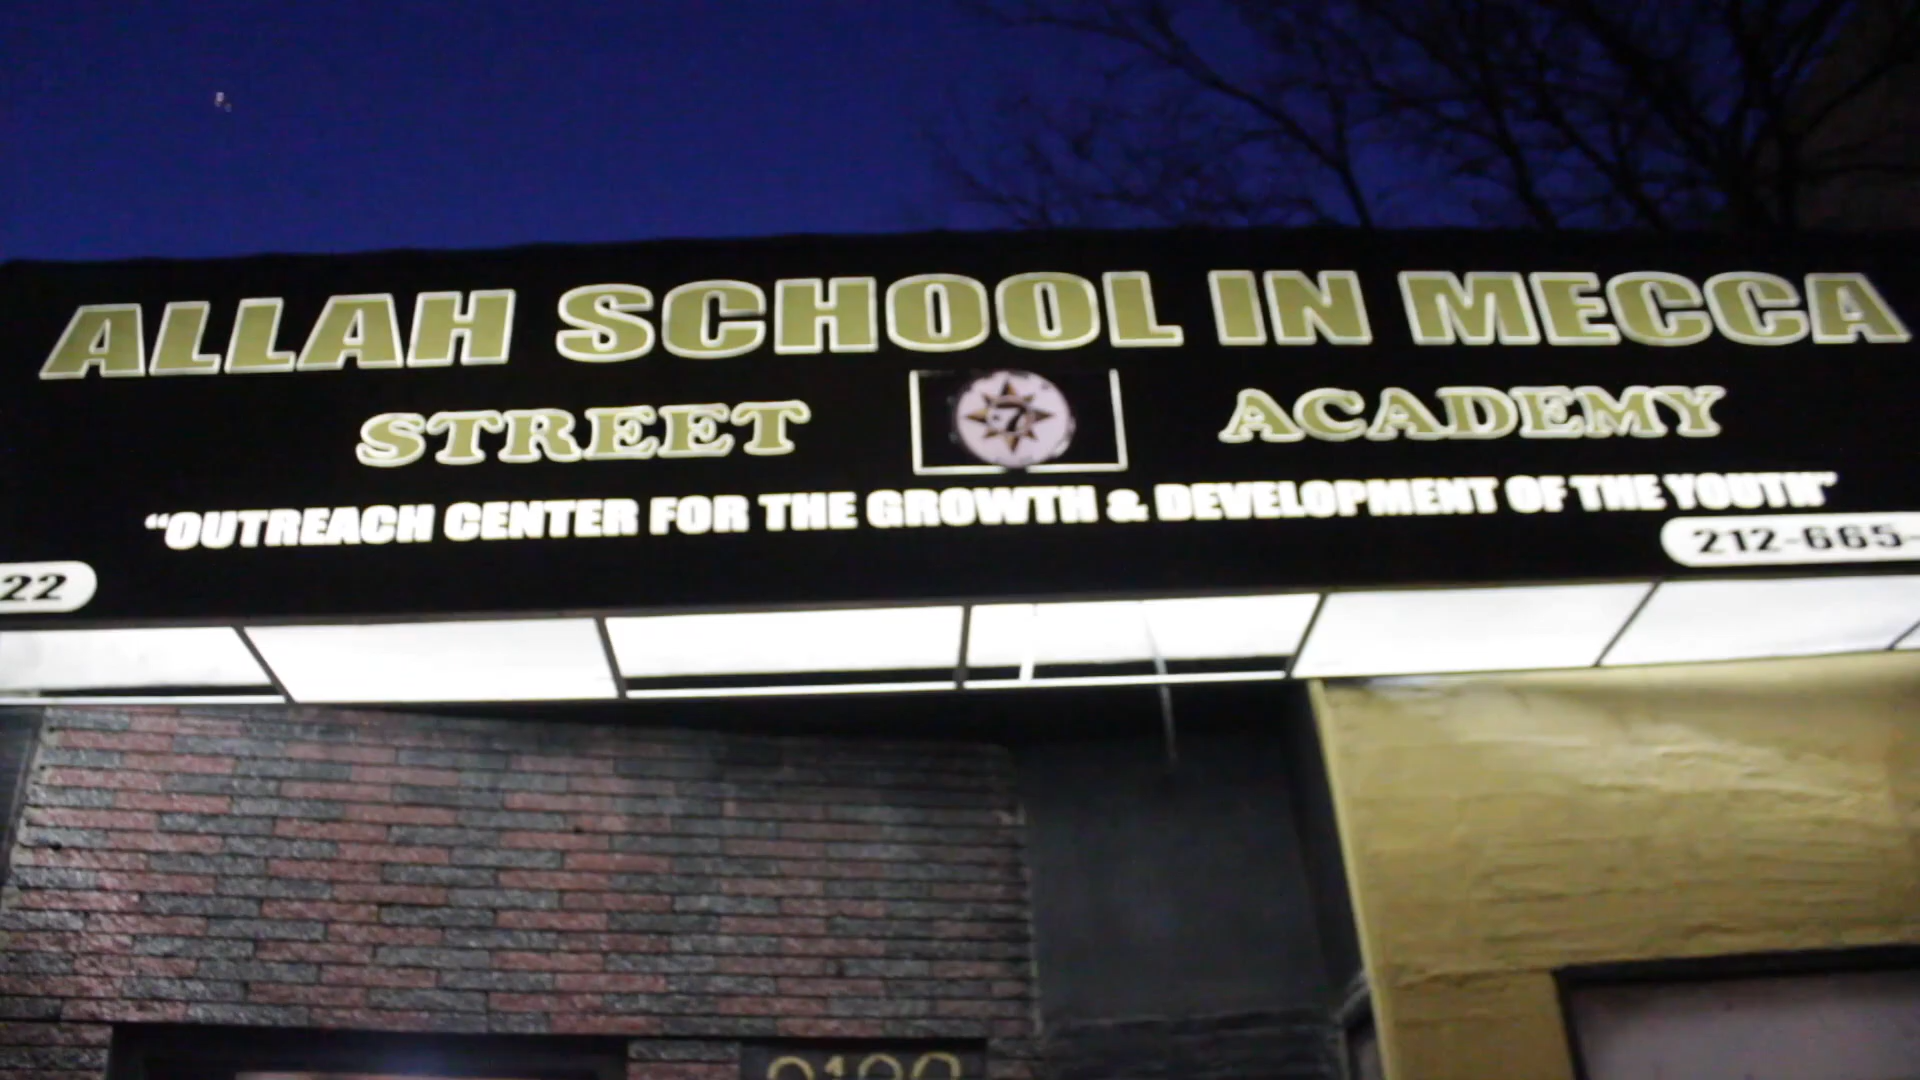 ALLAH SCHOOL IN MECCA
STREET 7 ACADEMY
"OUTREACH CENTER FOR THE GROWTH & DEVELOPMENT OF THE YOUTH"
22 212-665-